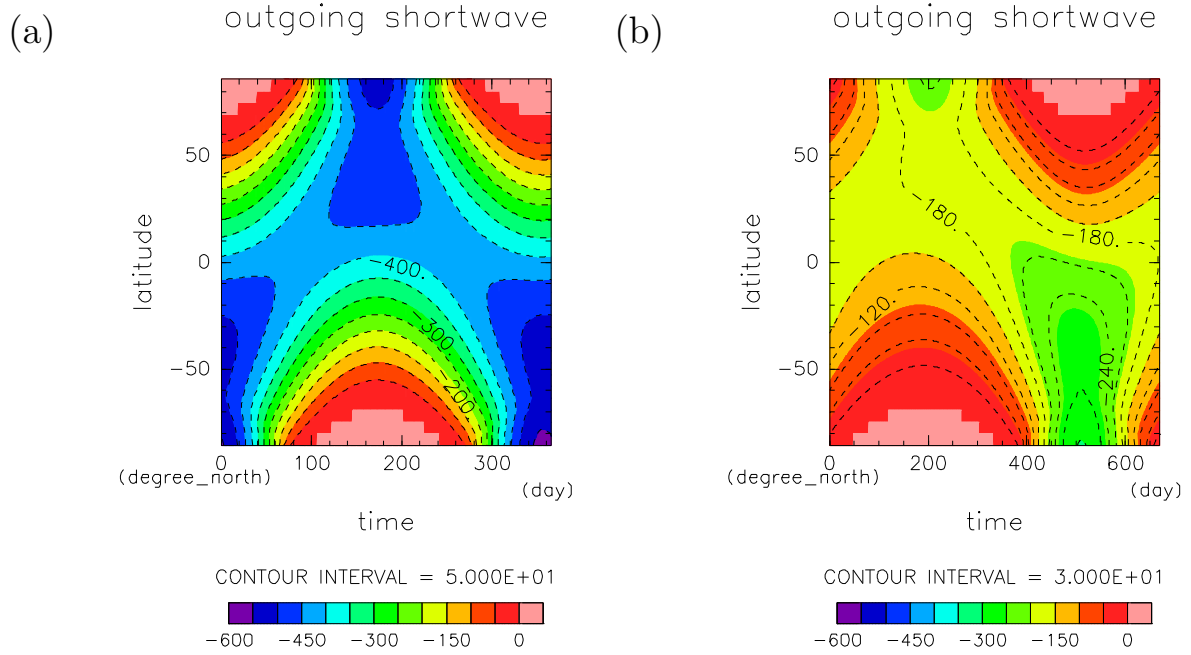 (a)
outgoing shortwave
50
0
−50
latitude
−400.
−300.
−200.
0
100
200
300
(degree_north)
(day)
time
CONTOUR INTERVAL = 5.000E+01
−600
−450
−300
−150
0
(b)
outgoing shortwave
50
0
−50
latitude
−180.
−180.
−120.
−240.
0
200
400
600
(degree_north)
(day)
time
CONTOUR INTERVAL = 3.000E+01
−600
−450
−300
−150
0